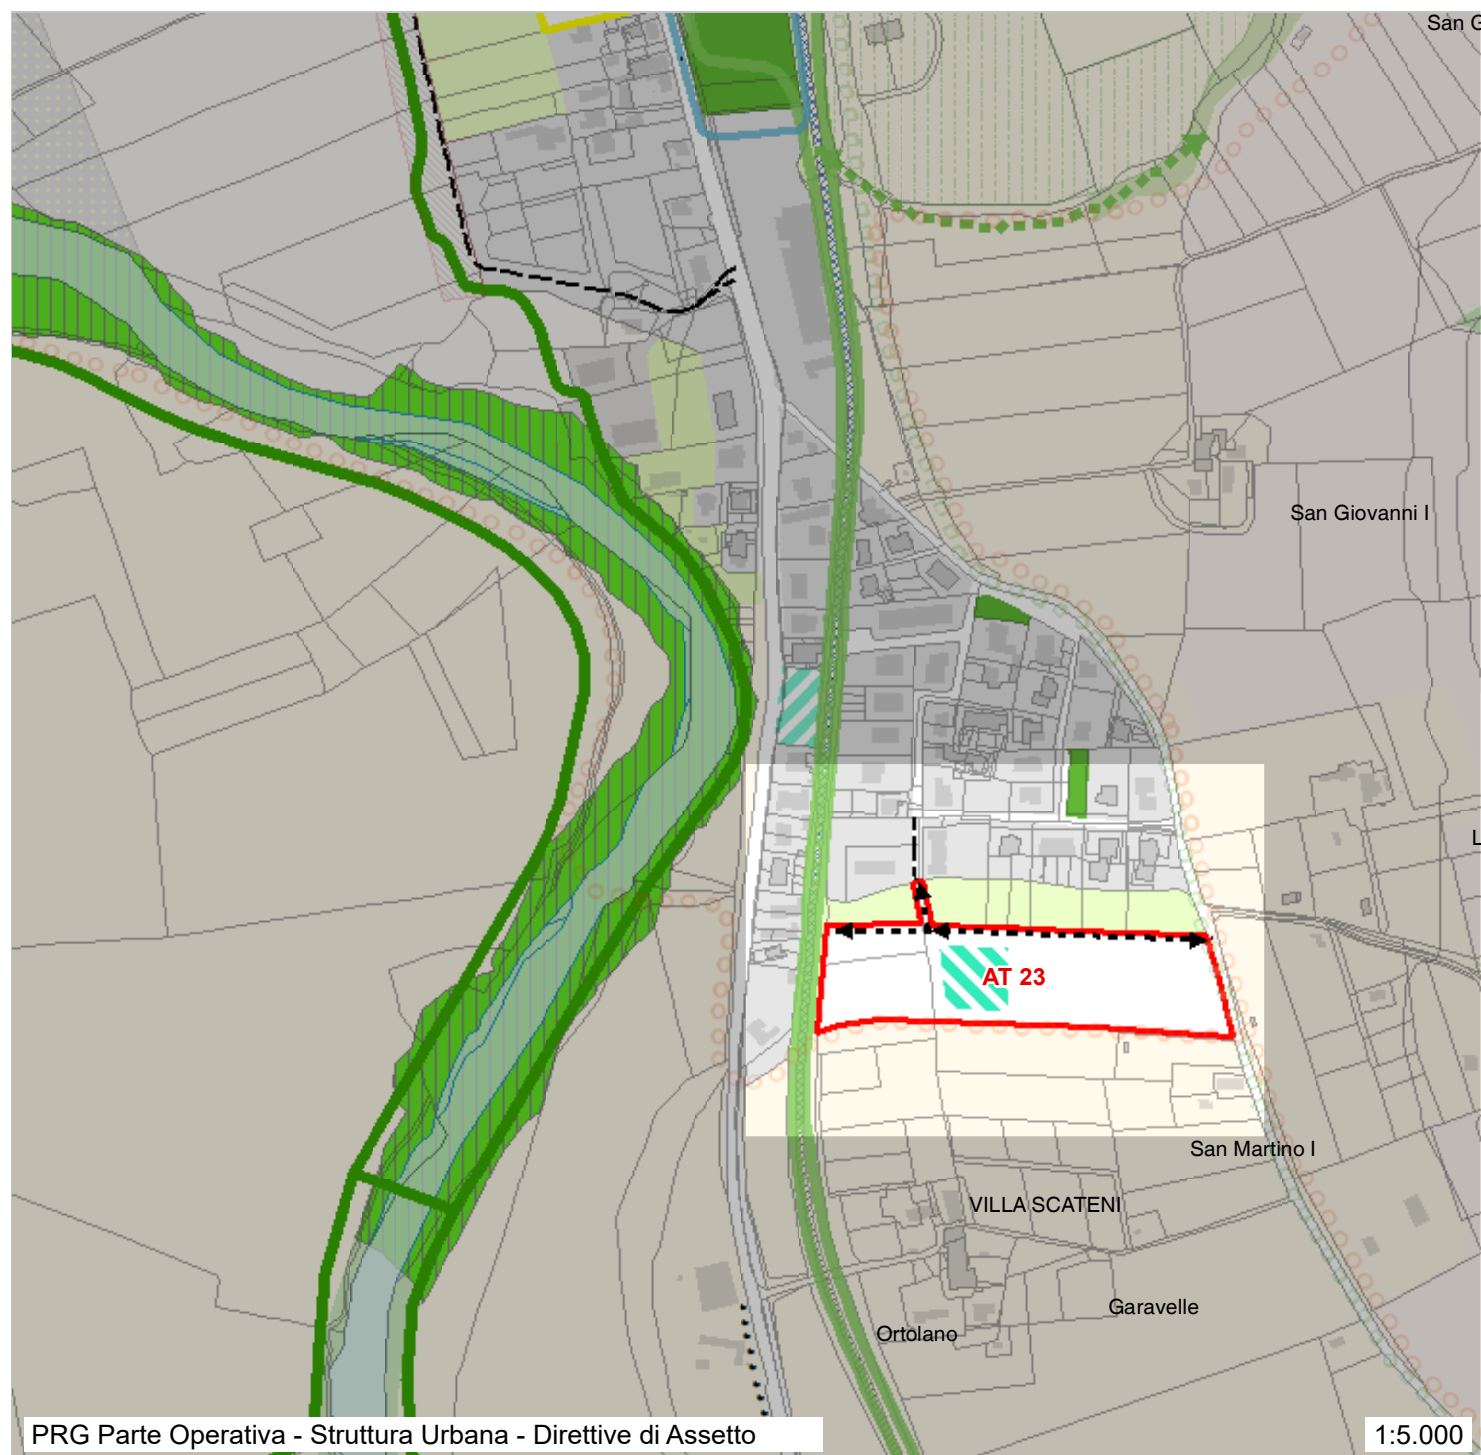 San G
San Giovanni I
L
AT 23
San Martino I
VILLA SCATENI
Garavelle
Ortolano
PRG Parte Operativa - Struttura Urbana - Direttive di Assetto
1:5.000